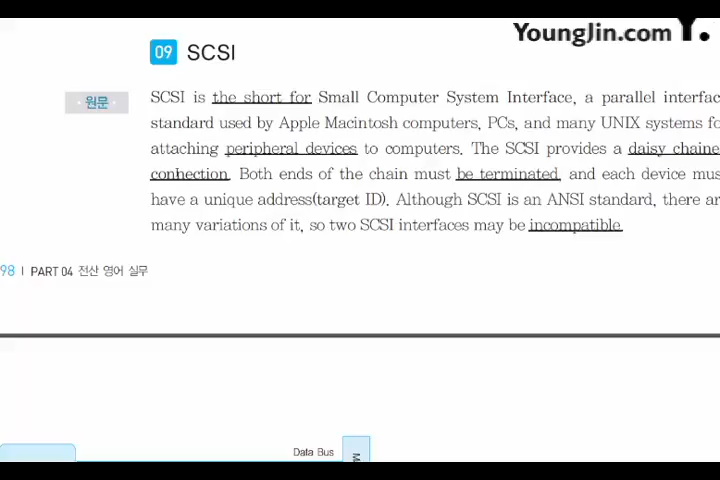 YoungJin.com Y.
09 SCSI
원문
SCSI is the short for Small Computer System Interface, a parallel interfac
standard used by Apple Macintosh computers, PCs, and many UNIX systems fo
attaching peripheral devices to computers. The SCSI provides a daisy chaine
connection. Both ends of the chain must be terminated, and each device mus
have a unique address(target ID). Although SCSI is an ANSI standard, there ar
many variations of it, so two SCSI interfaces may be incompatible.
98 | PART 04 전산 영어 실무
Data Bus
M